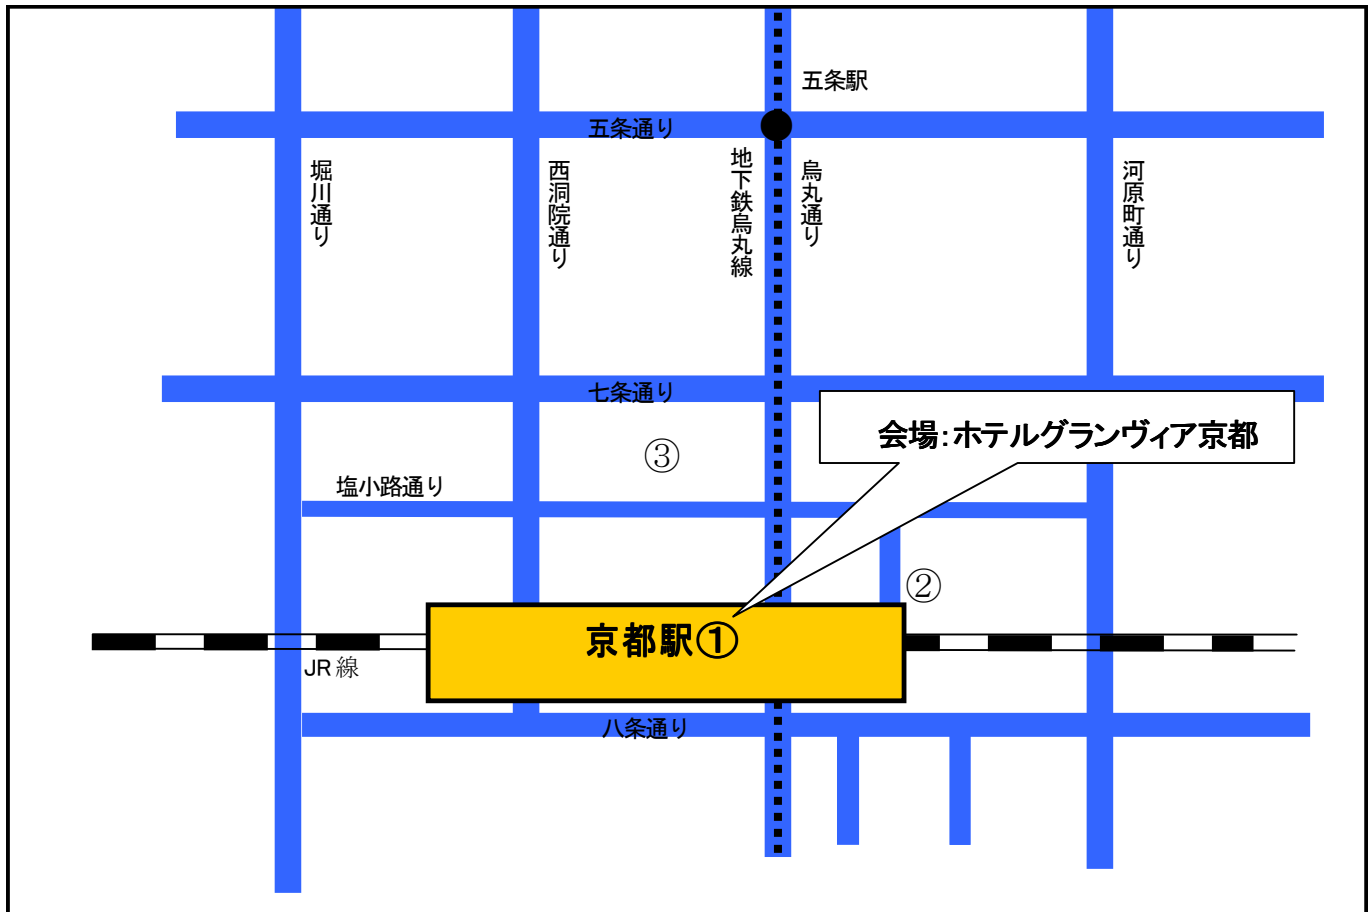 五条駅
五条通り
堀川通り
西洞院通り
地下鉄烏丸線
烏丸通り
河原町通り
七条通り
会場:ホテルグランヴィア京都
③
塩小路通り
②
京都駅①
JR線
八条通り